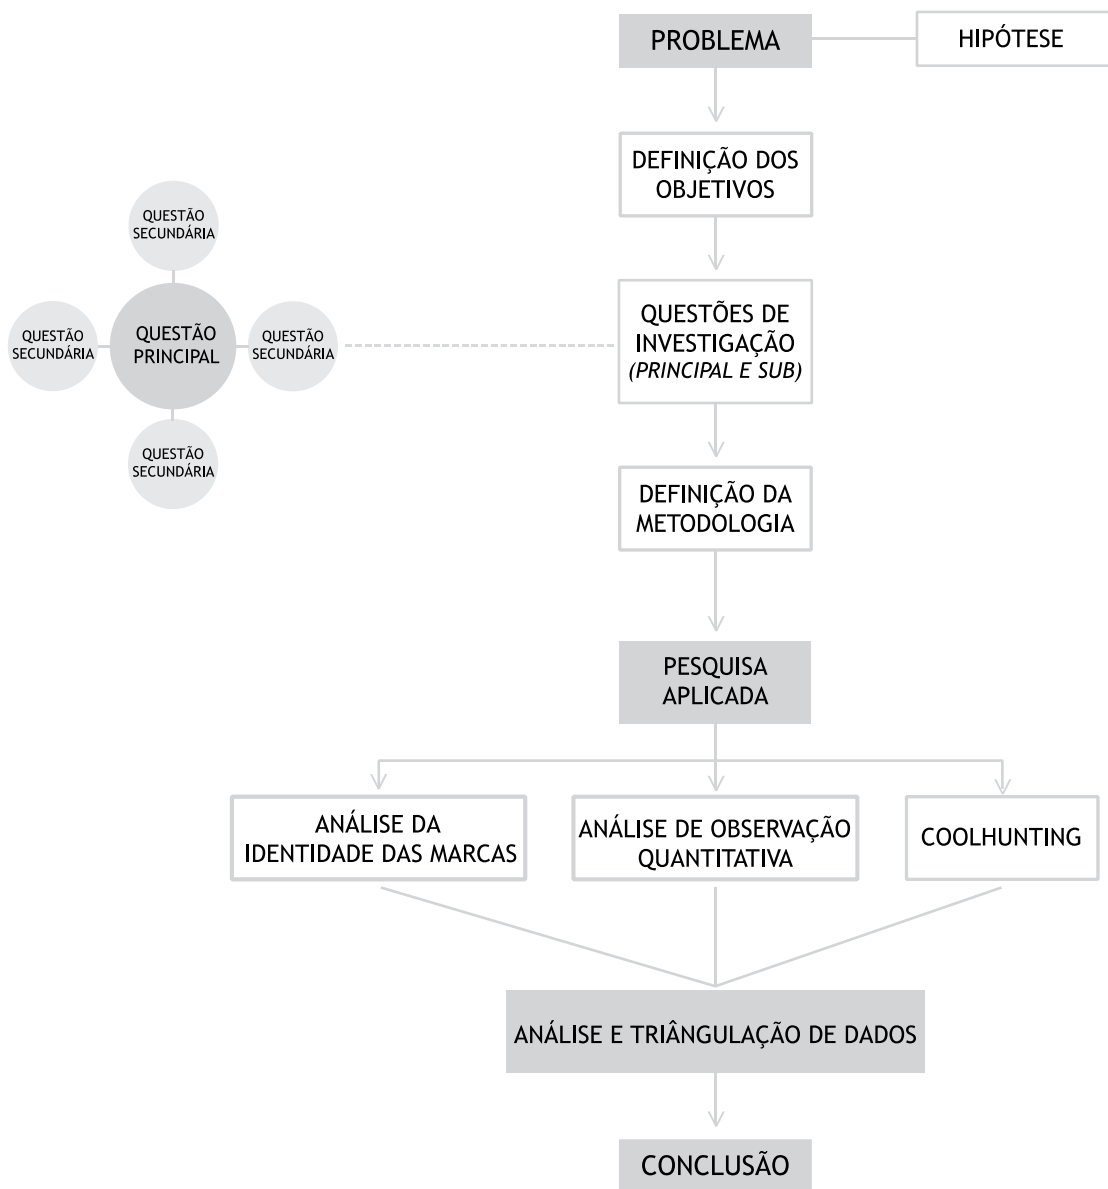 PROBLEMA
HIPÓTESE
DEFINIÇÃO DOS
OBJETIVOS
QUESTÃO
SECUNDÁRIA
QUESTÃO
SECUNDÁRIA
QUESTÃO
PRINCIPAL
QUESTÃO
SECUNDÁRIA
QUESTÃO
SECUNDÁRIA
QUESTÕES DE
INVESTIGAÇÃO
(PRINCIPAL E SUB)
DEFINIÇÃO DA
METODOLOGIA
PESQUISA
APLICADA
ANÁLISE DA
IDENTIDADE DAS MARCAS
ANÁLISE DE OBSERVAÇÃO
QUANTITATIVA
COOLHUNTING
ANÁLISE E TRIÂNGULAÇÃO DE DADOS
CONCLUSÃO